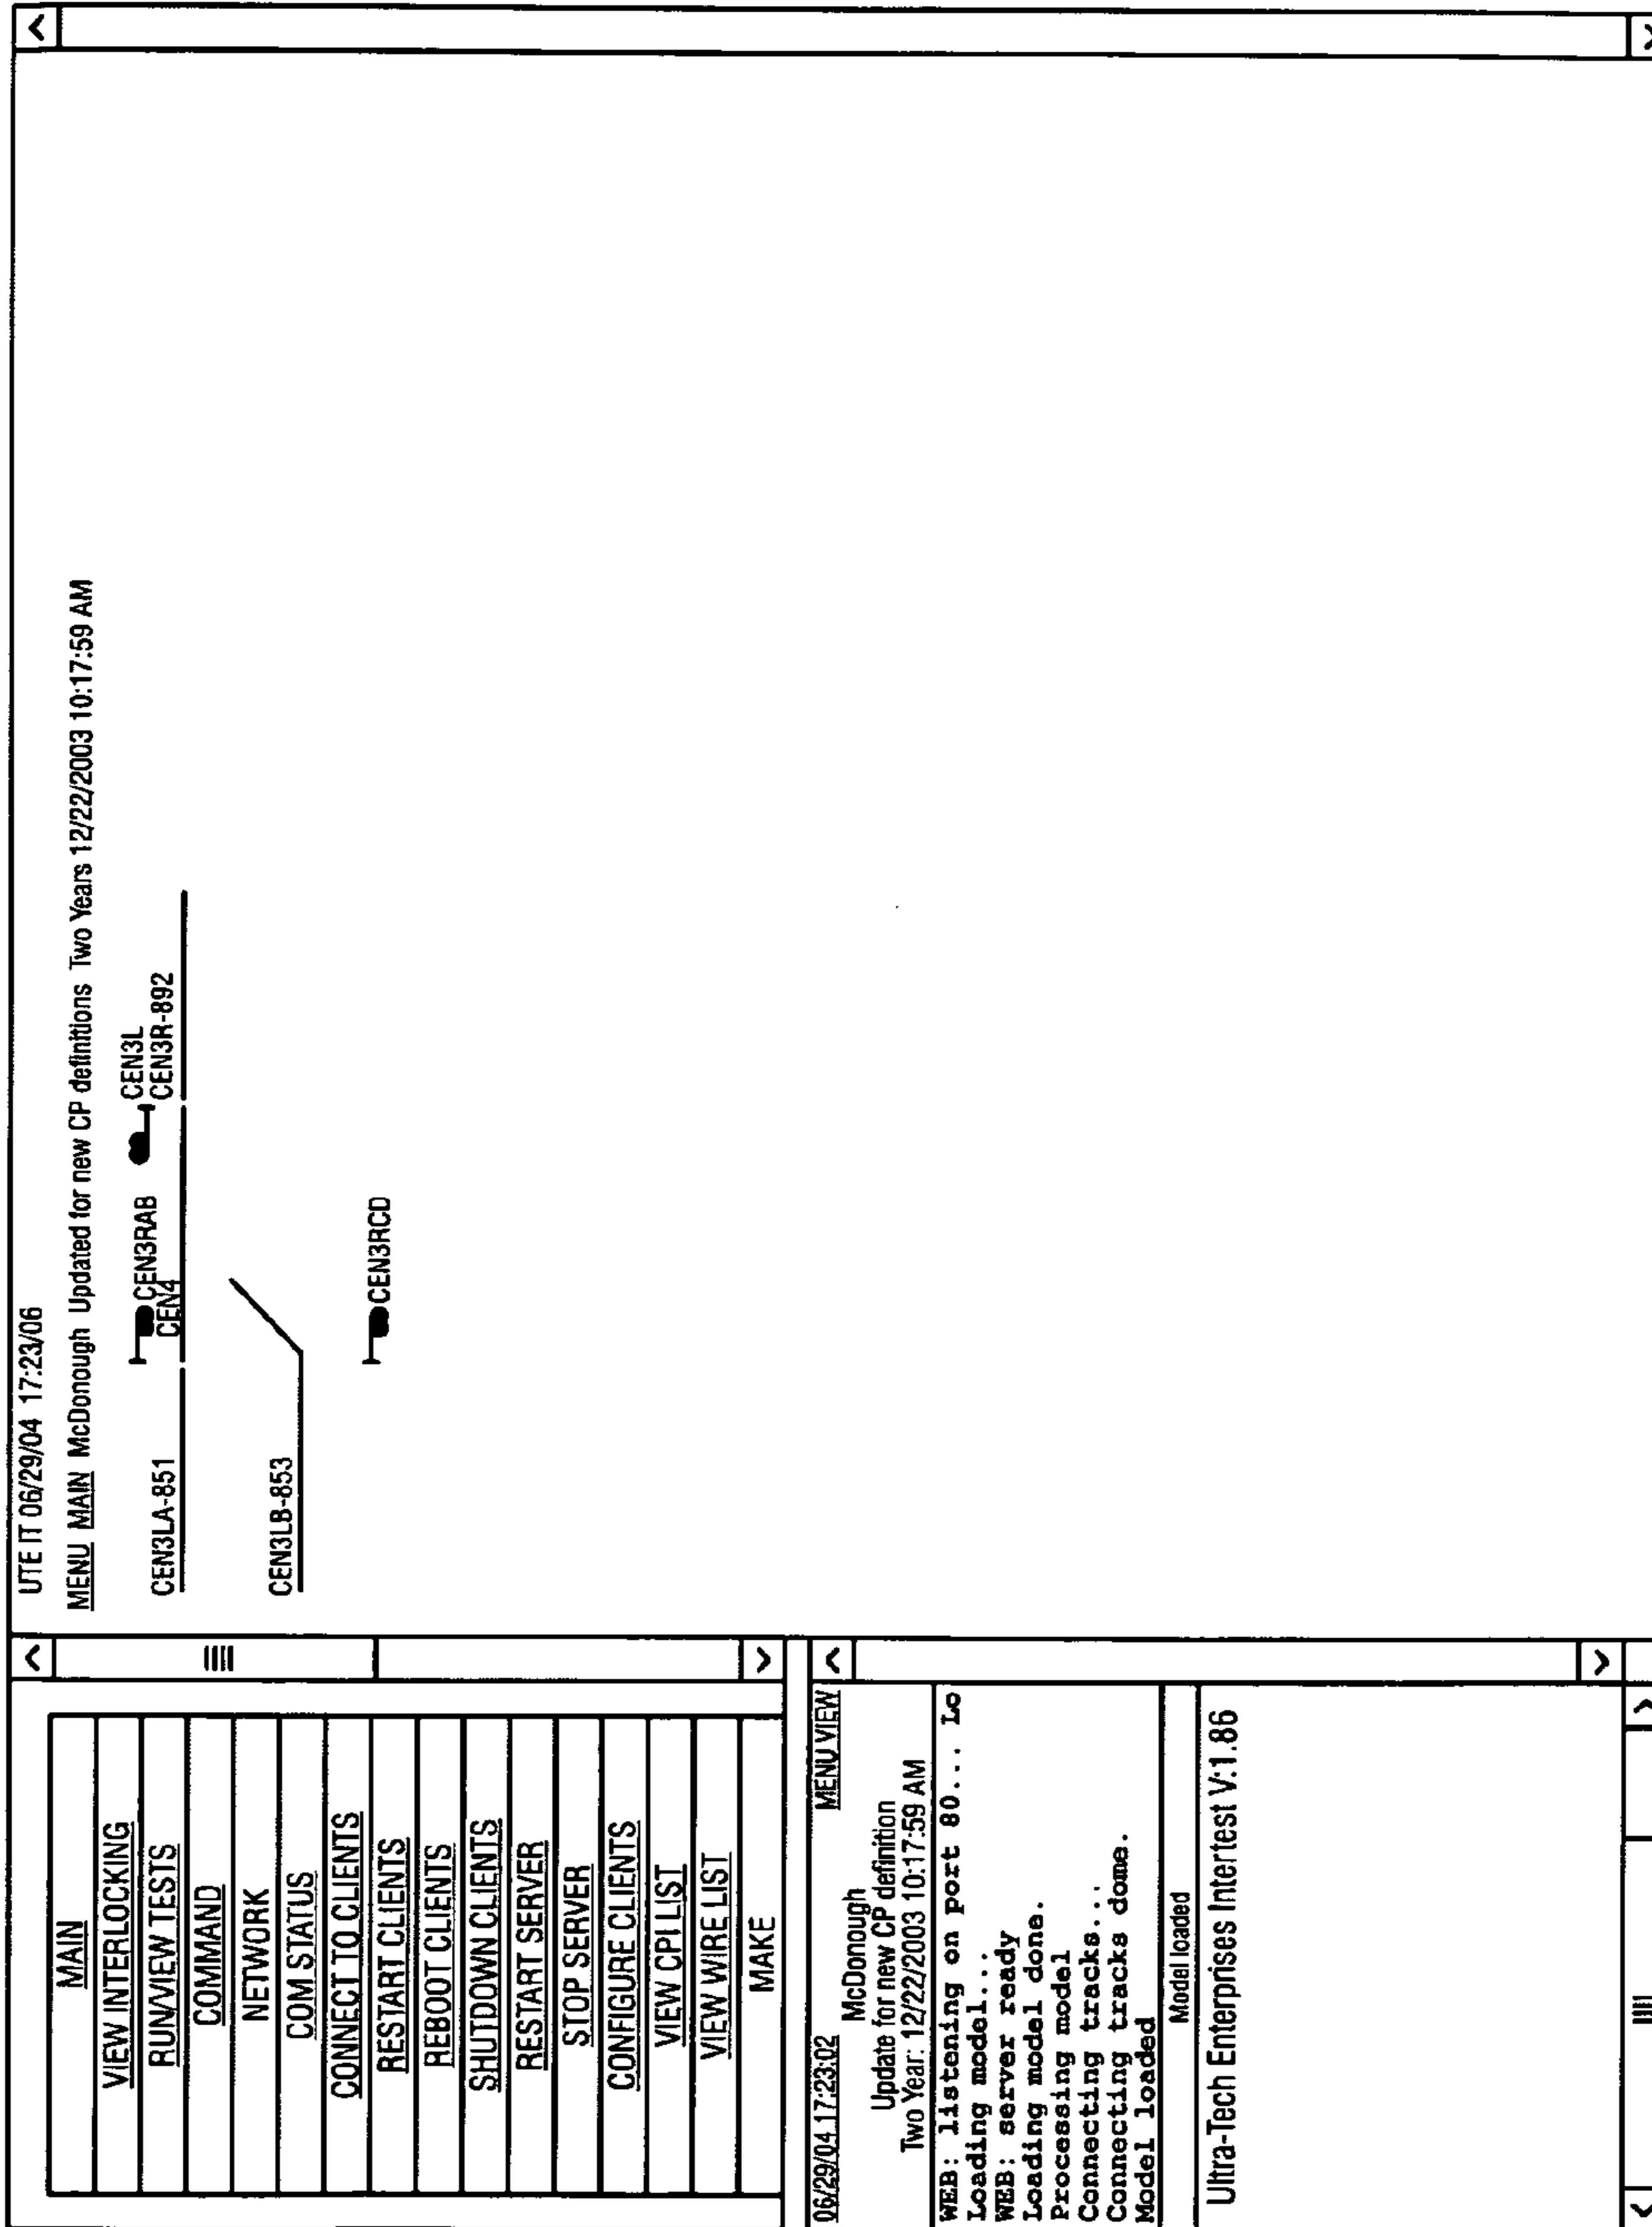 MAIN
VIEW INTERLOCKING
RUN/VIEW TESTS
COMMAND
NETWORK
COM STATUS
CONNECT TO CLIENTS
RESTART CLIENTS
REBOOT CLIENTS
SHUTDOWN CLIENTS
RESTART SERVER
STOP SERVER
CONFIGURE CLIENTS
VIEW CPI LIST
VIEW WIRE LIST
MAKE
06/29/04 17:23:02 MENU VIEW
McDonough
Update for new CP definition
Two Year: 12/22/2003 10:17:59 AM
WEB: listening on port 80... Lo
Loading model...
WEB: server ready
Loading model done.
Processing model
Connecting tracks...
Connecting tracks dome.
Model loaded
Model loaded
Ultra-Tech Enterprises Intertest V:1.86
UTE IT 06/29/04 17:23/06
MENU MAIN McDonough Updated for new CP definitions Two Years 12/22/2003 10:17:59 AM
CEN3RAB CEN3L
CEN3LA-851 CEN4 CEN3R-892
CEN3LB-853
CEN3RCD